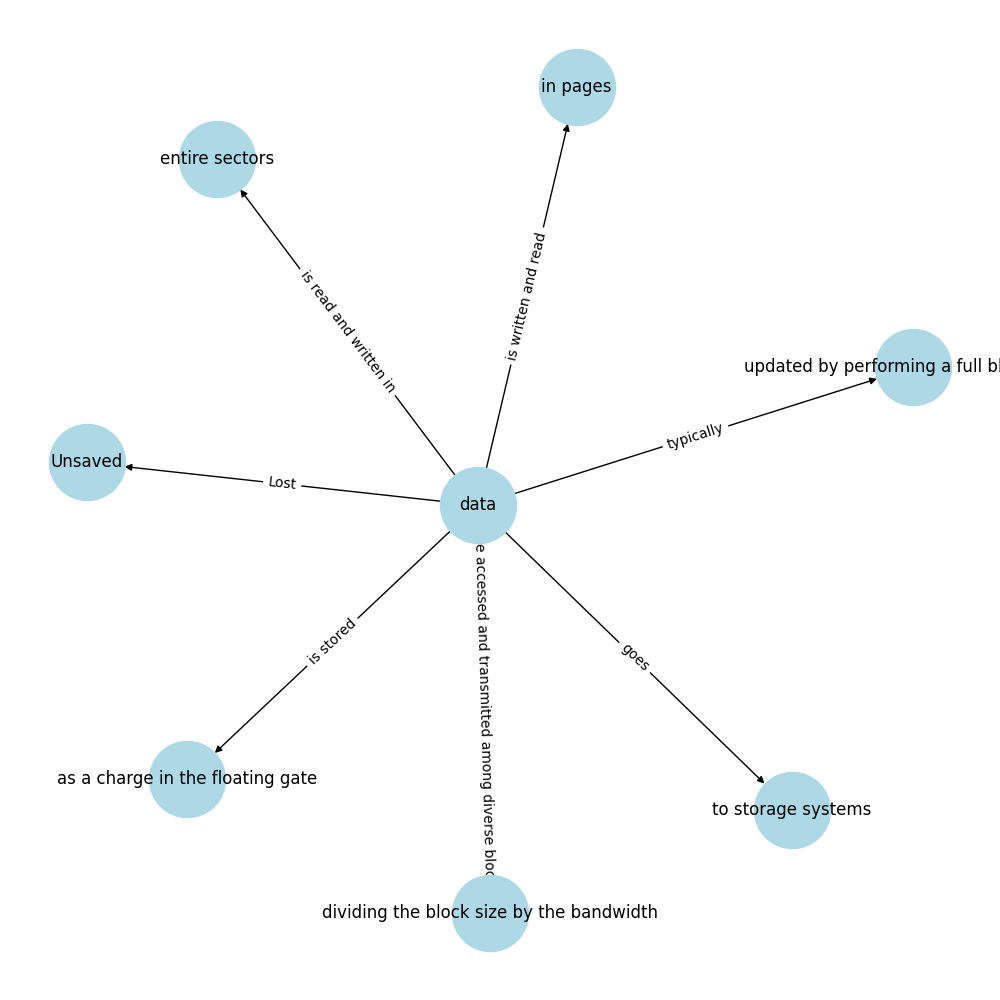 in pages
entire sectors
is written and read
is read and written in
updated by performing a full
typically
Unsaved
Lost
data
accessed and transmitted among diverse
is stored
goes
as a charge in the floating gate
to storage systems
dividing the block size by the bandwidth